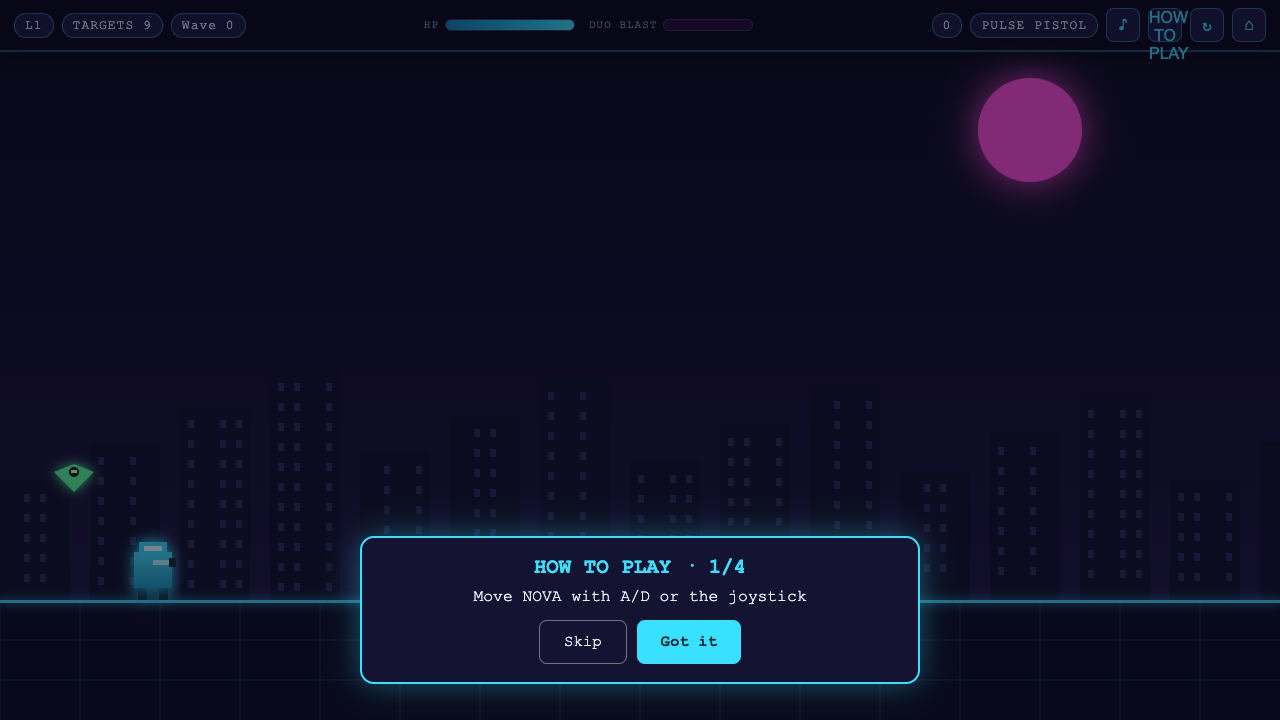 L1 TARGETS 9 Wave 0 HP DUO BLAST 0 PULSE PISTOL ♪ ↻ ⌂
HOW
TO
PLAY
HOW TO PLAY · 1/4
Move NOVA with A/D or the joystick
Skip Got it